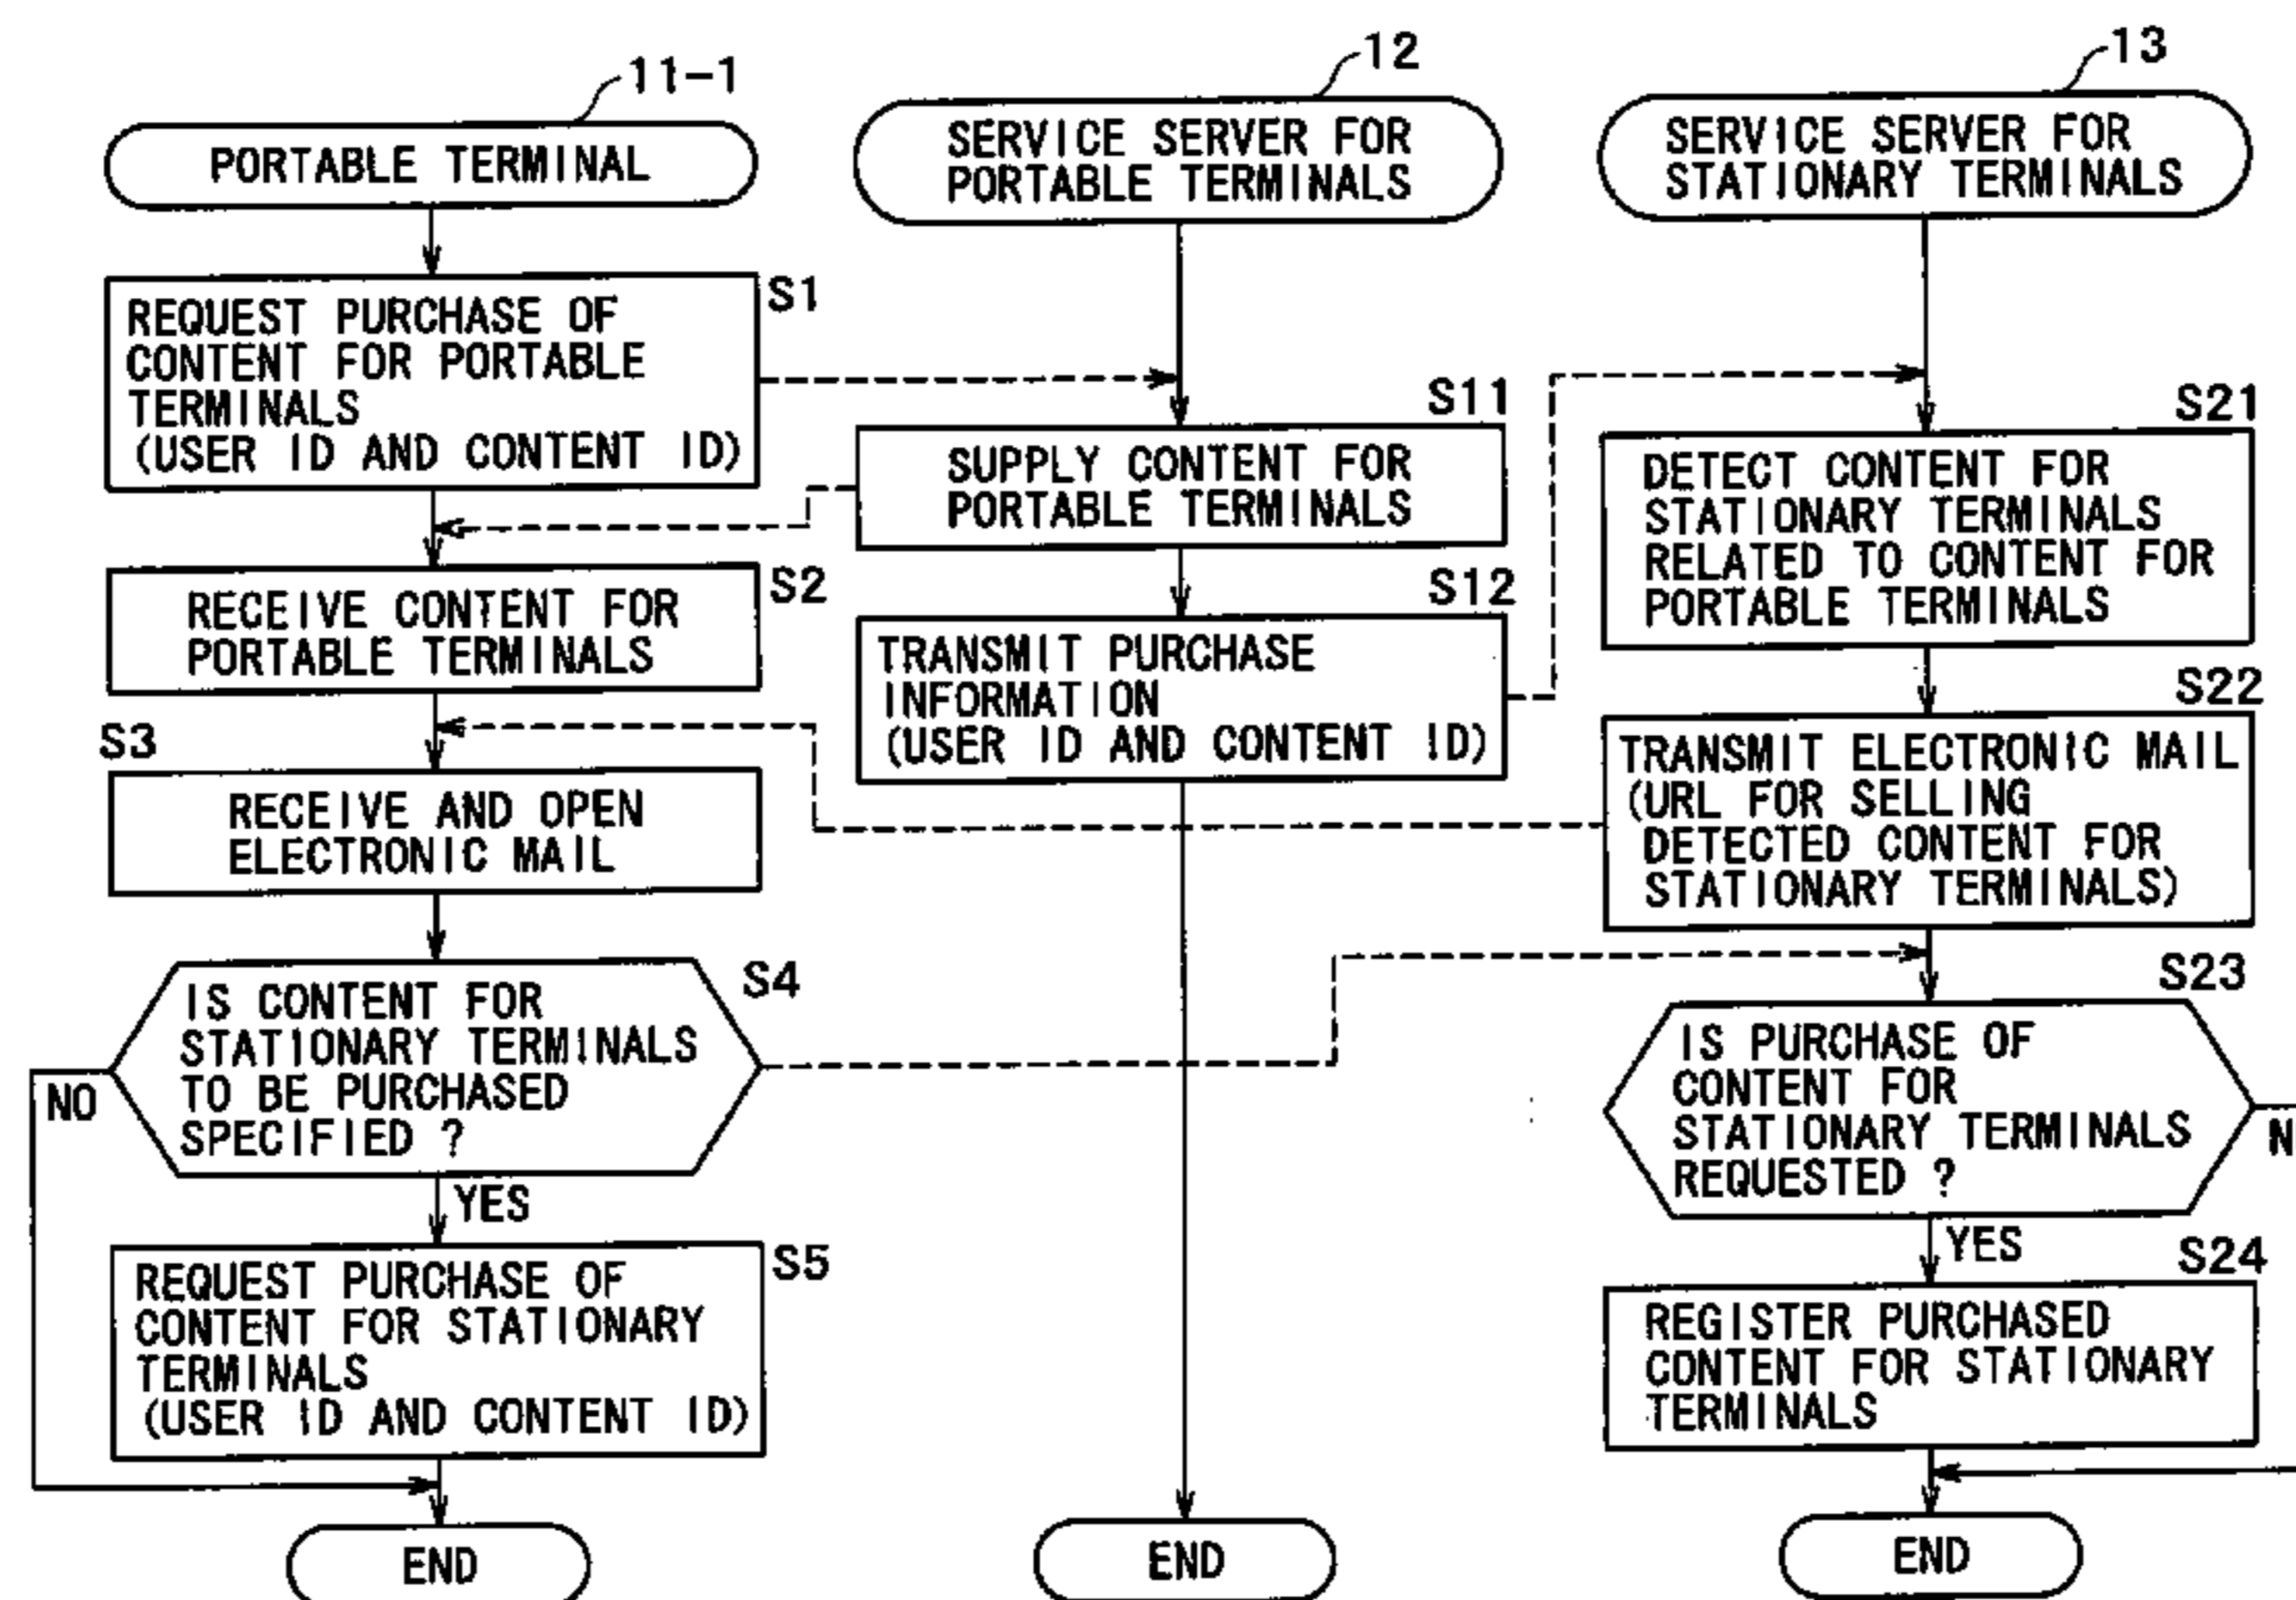 11-1
PORTABLE TERMINAL
S1
REQUEST PURCHASE OF
CONTENT FOR PORTABLE
TERMINALS
(USER ID AND CONTENT ID)
S2
RECEIVE CONTENT FOR
PORTABLE TERMINALS
S3
RECEIVE AND OPEN
ELECTRONIC MAIL
S4
IS CONTENT FOR
STATIONARY TERMINALS
TO BE PURCHASED
SPECIFIED ?
NO
YES
S5
REQUEST PURCHASE OF
CONTENT FOR STATIONARY
TERMINALS
(USER ID AND CONTENT ID)
END
12
SERVICE SERVER FOR
PORTABLE TERMINALS
S11
SUPPLY CONTENT FOR
PORTABLE TERMINALS
S12
TRANSMIT PURCHASE
INFORMATION
(USER ID AND CONTENT ID)
END
13
SERVICE SERVER FOR
STATIONARY TERMINALS
S21
DETECT CONTENT FOR
STATIONARY TERMINALS
RELATED TO CONTENT FOR
PORTABLE TERMINALS
S22
TRANSMIT ELECTRONIC MAIL
(URL FOR SELLING
DETECTED CONTENT FOR
STATIONARY TERMINALS)
S23
IS PURCHASE OF
CONTENT FOR
STATIONARY TERMINALS
REQUESTED ?
YES
S24
REGISTER PURCHASED
CONTENT FOR STATIONARY
TERMINALS
END